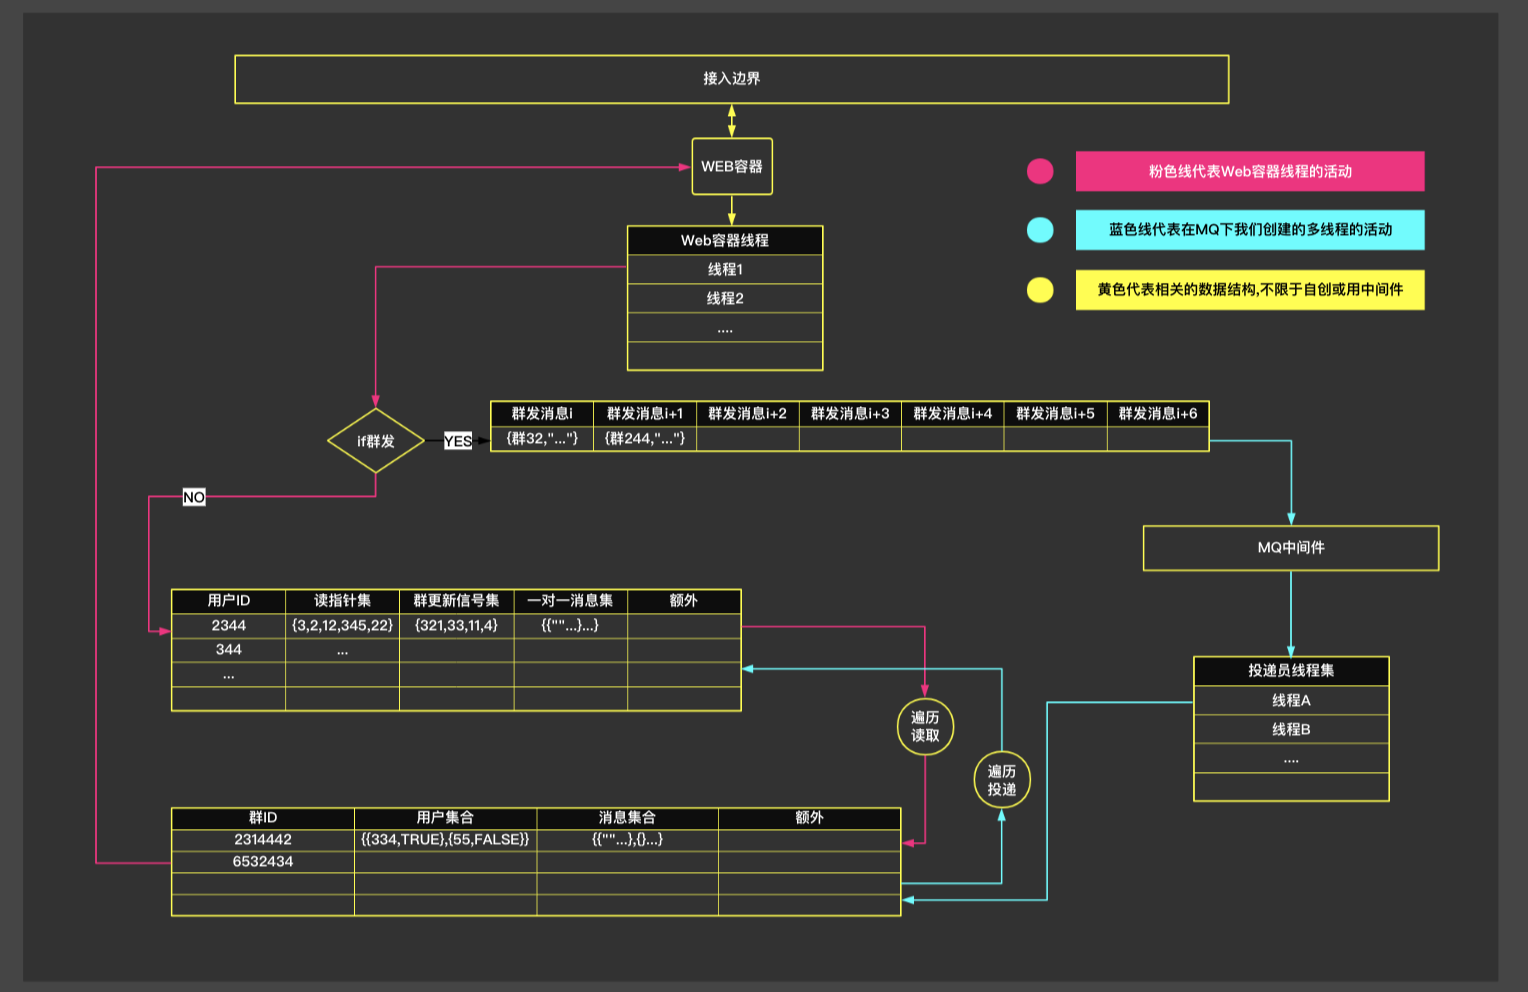 接入边界
WEB容器
粉色线代表Web容器线程的活动
蓝色线代表在MQ下我们创建的多线程的活动
黄色代表相关的数据结构,不限于自创或用中间件
Web容器线程
线程1
线程2
....
if群发
YES
NO
群发消息i 群发消息i+1 群发消息i+2 群发消息i+3 群发消息i+4 群发消息i+5 群发消息i+6
{群32,"..."} {群244,"..."}
MQ中间件
用户ID 读指针集 群更新信号集 一对一消息集 额外
2344 {3,2,12,345,22} {321,33,11,4} {{""...}...}
344 ...
...
投递员线程集
线程A
线程B
....
遍历
读取
遍历
投递
群ID 用户集合 消息集合 额外
2314442 {{334,TRUE},{55,FALSE}} {{""...},{}...}
6532434